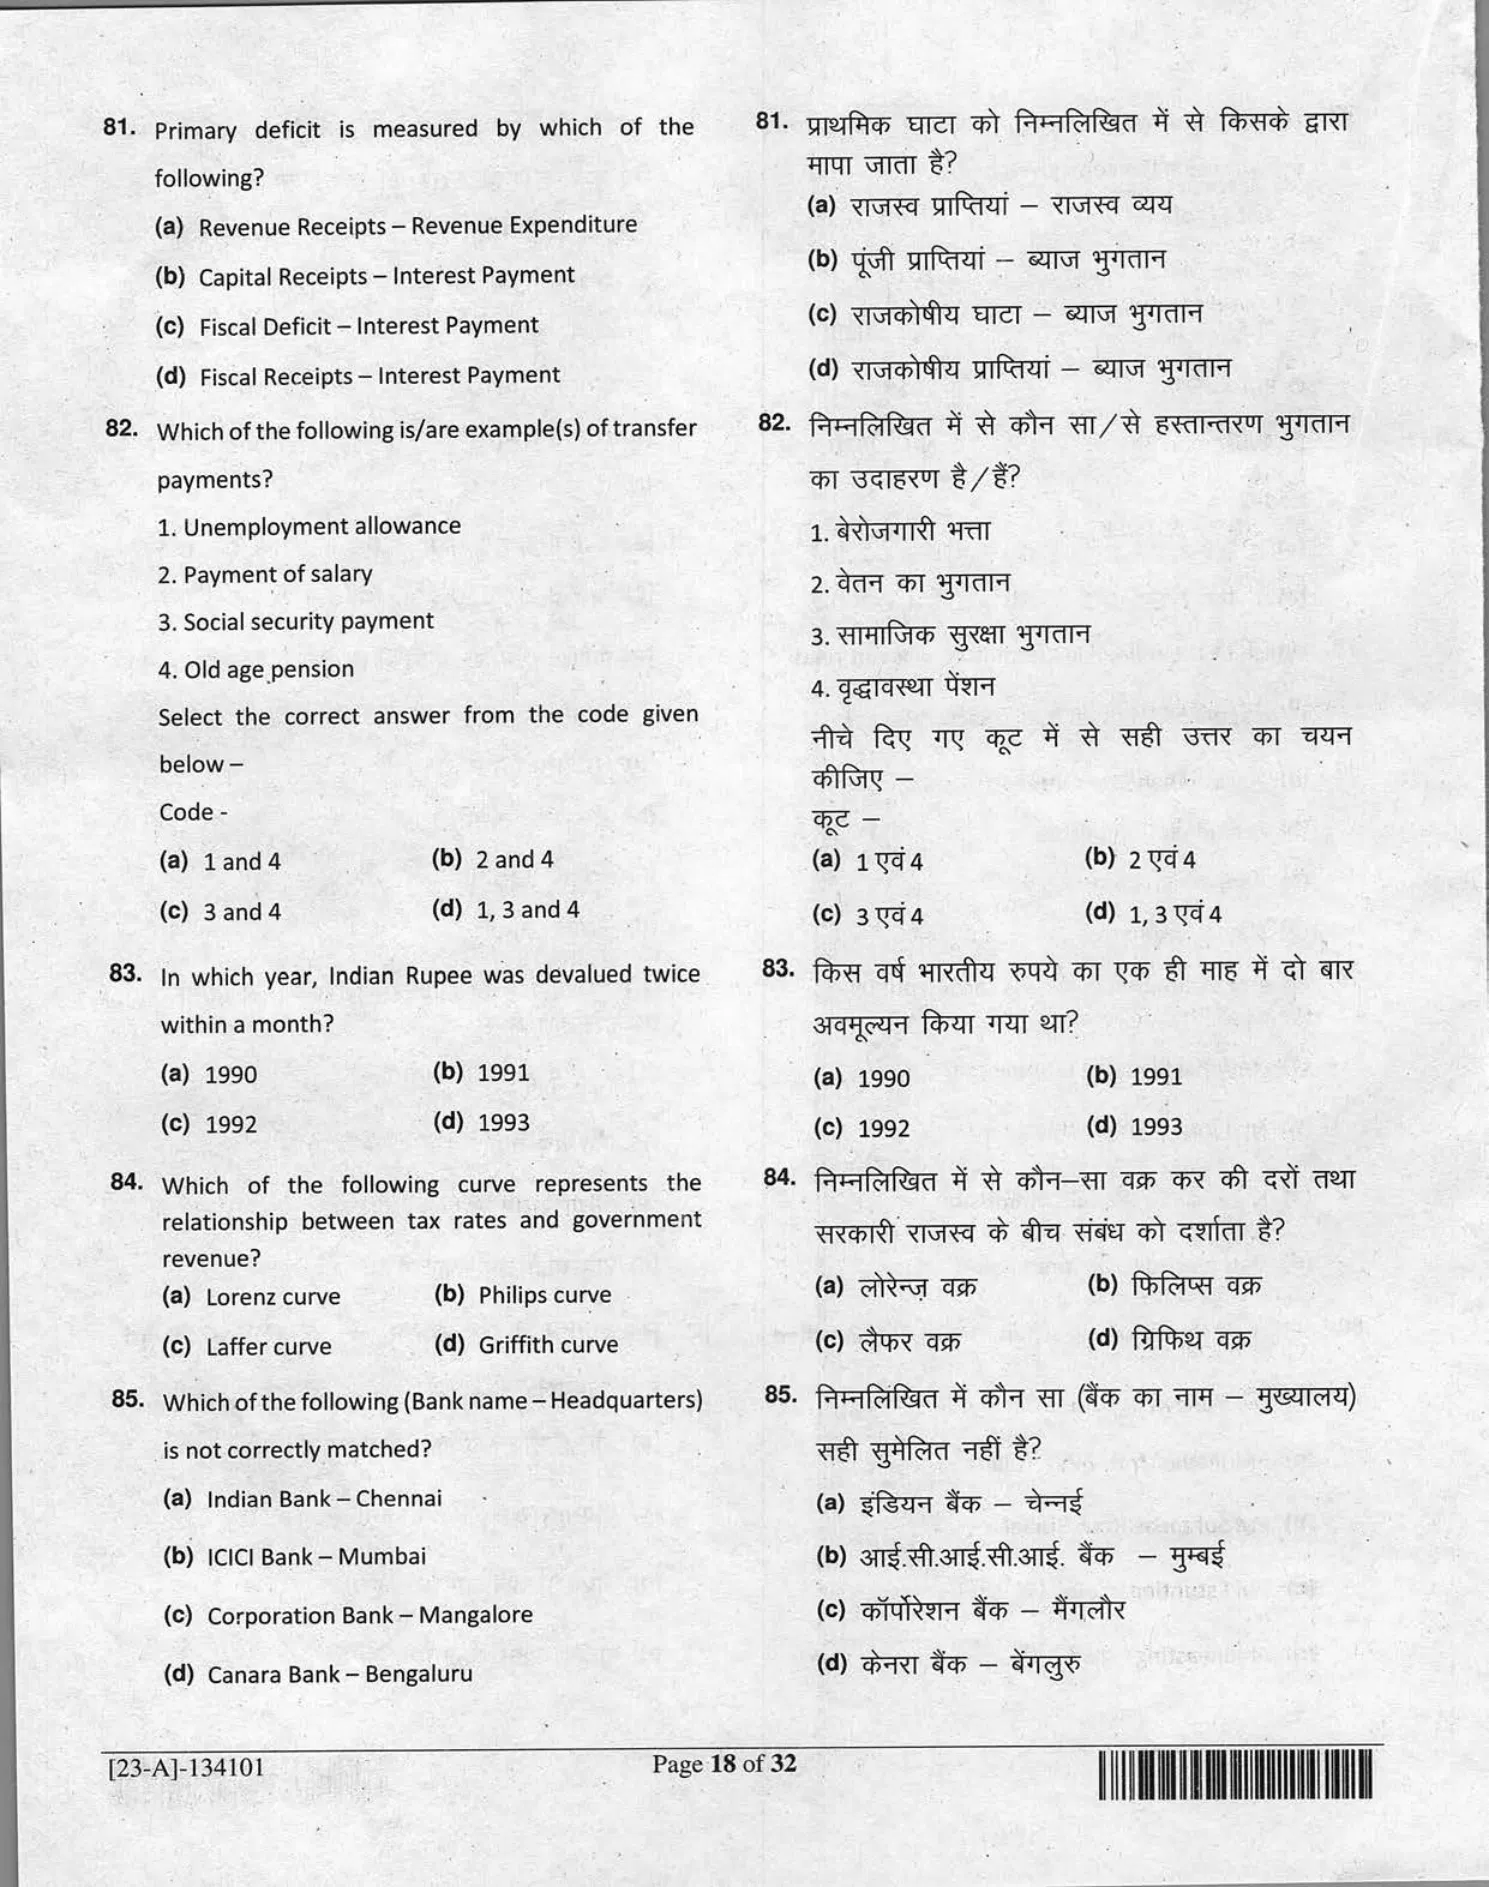 81. Primary deficit is measured by which of the
following?
(a) Revenue Receipts – Revenue Expenditure
(b) Capital Receipts – Interest Payment
(c) Fiscal Deficit – Interest Payment
(d) Fiscal Receipts – Interest Payment
82. Which of the following is/are example(s) of transfer
payments?
1. Unemployment allowance
2. Payment of salary
3. Social security payment
4. Old age pension
Select the correct answer from the code given
below –
Code -
(a) 1 and 4 (b) 2 and 4
(c) 3 and 4 (d) 1, 3 and 4
83. In which year, Indian Rupee was devalued twice
within a month?
(a) 1990 (b) 1991
(c) 1992 (d) 1993
84. Which of the following curve represents the
relationship between tax rates and government
revenue?
(a) Lorenz curve (b) Philips curve
(c) Laffer curve (d) Griffith curve
85. Which of the following (Bank name – Headquarters)
is not correctly matched?
(a) Indian Bank – Chennai
(b) ICICI Bank – Mumbai
(c) Corporation Bank – Mangalore
(d) Canara Bank – Bengaluru
81. प्राथमिक घाटा को निम्नलिखित में से किसके द्वारा
मापा जाता है?
(a) राजस्व प्राप्तियां – राजस्व व्यय
(b) पूंजी प्राप्तियां – ब्याज भुगतान
(c) राजकोषीय घाटा – ब्याज भुगतान
(d) राजकोषीय प्राप्तियां – ब्याज भुगतान
82. निम्नलिखित में से कौन सा/से हस्तान्तरण भुगतान
का उदाहरण है/हैं?
1. बेरोजगारी भत्ता
2. वेतन का भुगतान
3. सामाजिक सुरक्षा भुगतान
4. वृद्धावस्था पेंशन
नीचे दिए गए कूट में से सही उत्तर का चयन
कीजिए –
कूट –
(a) 1 एवं 4 (b) 2 एवं 4
(c) 3 एवं 4 (d) 1, 3 एवं 4
83. किस वर्ष भारतीय रुपये का एक ही माह में दो बार
अवमूल्यन किया गया था?
(a) 1990 (b) 1991
(c) 1992 (d) 1993
84. निम्नलिखित में से कौन–सा वक्र कर की दरों तथा
सरकारी राजस्व के बीच संबंध को दर्शाता है?
(a) लोरेन्ज़ वक्र (b) फिलिप्स वक्र
(c) लैफर वक्र (d) ग्रिफिथ वक्र
85. निम्नलिखित में कौन सा (बैंक का नाम – मुख्यालय)
सही सुमेलित नहीं है?
(a) इंडियन बैंक – चेन्नई
(b) आई.सी.आई.सी.आई. बैंक – मुम्बई
(c) कॉर्पोरेशन बैंक – मैंगलौर
(d) केनरा बैंक – बेंगलुरु
[23-A]-134101 Page 18 of 32